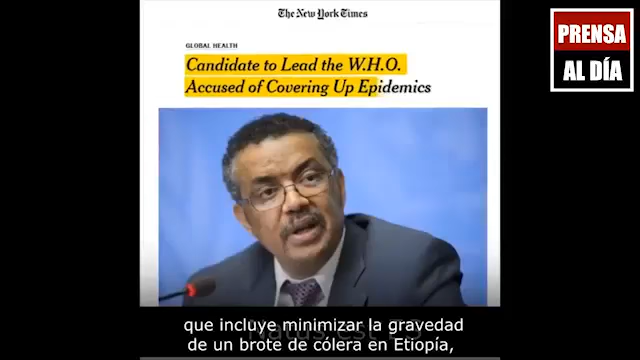 The New York Times
PRENSA
AL DÍA
GLOBAL HEALTH
Candidate to Lead the W.H.O.
Accused of Covering Up Epidemics
que incluye minimizar la gravedad
de un brote de cólera en Etiopía,